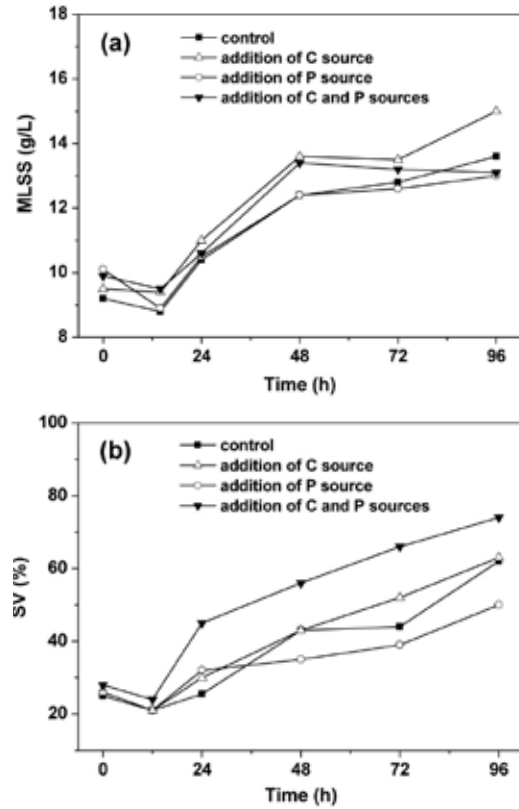 (a)
control
addition of C source
addition of P source
addition of C and P sources
MLSS (g/L)
18
16
14
12
10
8
0 24 48 72 96
Time (h)
(b)
control
addition of C source
addition of P source
addition of C and P sources
SV (%)
100
80
60
40
20
0 24 48 72 96
Time (h)